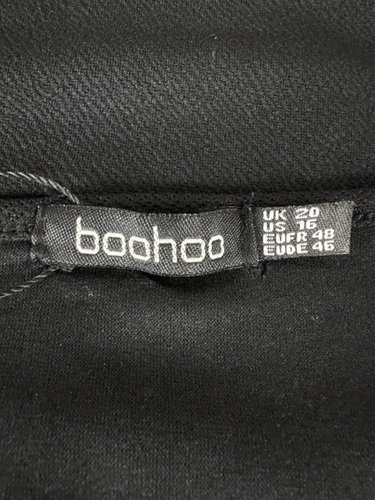 boohoo
UK 20
US 16
EUFR 48
EUDE 46